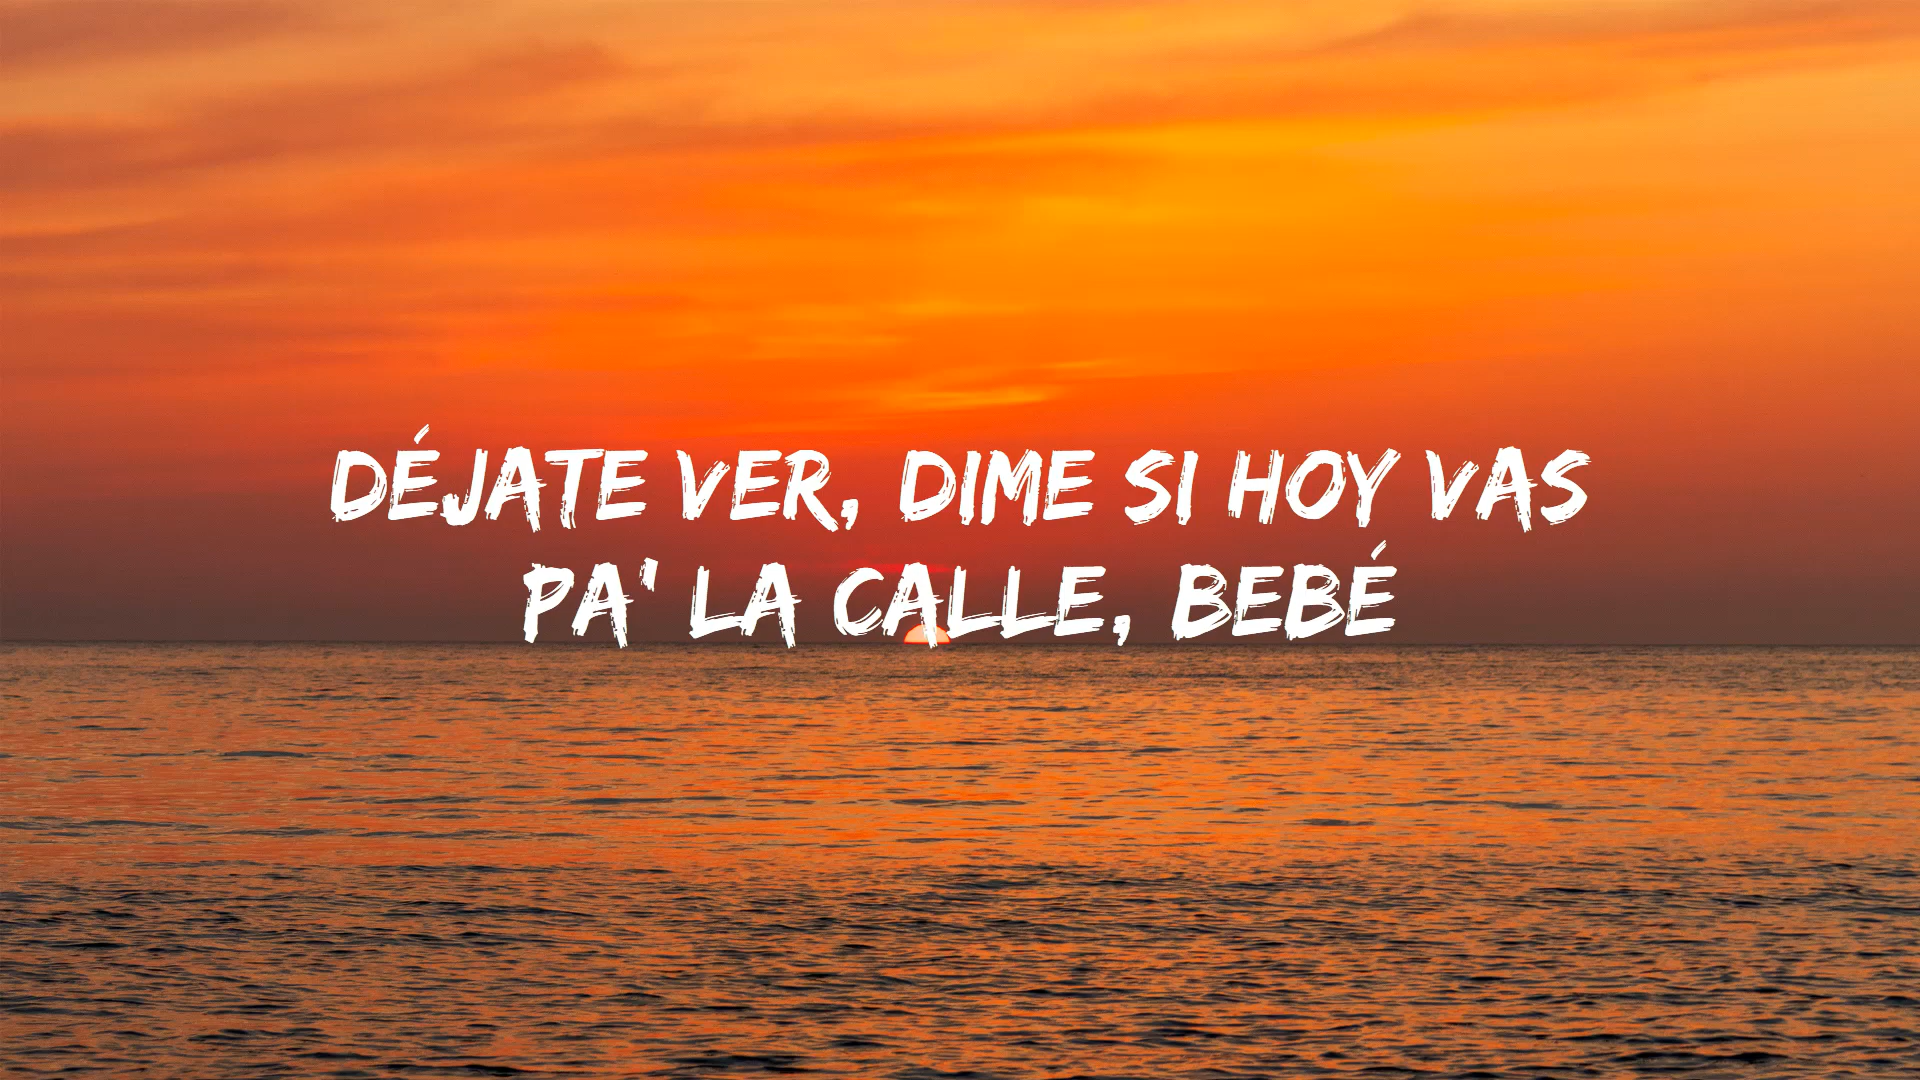 DÉJATE VER, DIME SI HOY VAS
PA' LA CALLE, BEBÉ